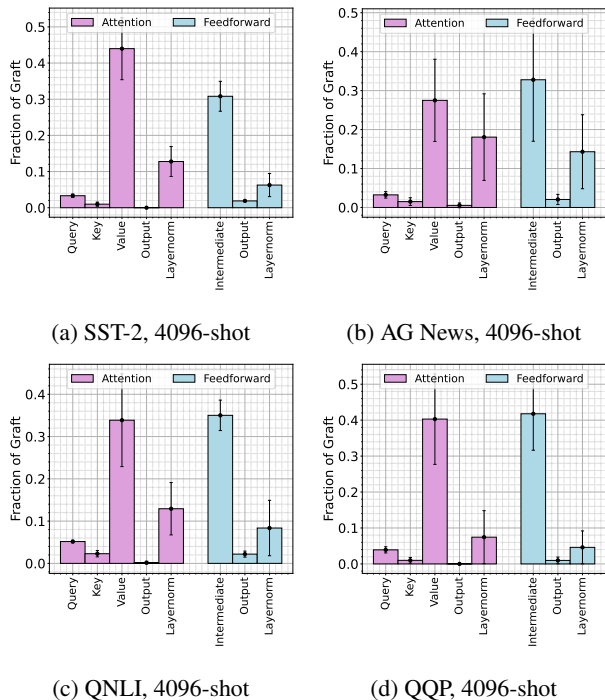 Attention Feedforward
Fraction of Graft
0.5
0.4
0.3
0.2
0.1
0.0
Query
Key
Value
Output
Layernorm
Intermediate
Output
Layernorm
(a) SST-2, 4096-shot
Attention Feedforward
Fraction of Graft
0.5
0.4
0.3
0.2
0.1
0.0
Query
Key
Value
Output
Layernorm
Intermediate
Output
Layernorm
(b) AG News, 4096-shot
Attention Feedforward
Fraction of Graft
0.4
0.3
0.2
0.1
0.0
Query
Key
Value
Output
Layernorm
Intermediate
Output
Layernorm
(c) QNLI, 4096-shot
Attention Feedforward
Fraction of Graft
0.5
0.4
0.3
0.2
0.1
0.0
Query
Key
Value
Output
Layernorm
Intermediate
Output
Layernorm
(d) QQP, 4096-shot